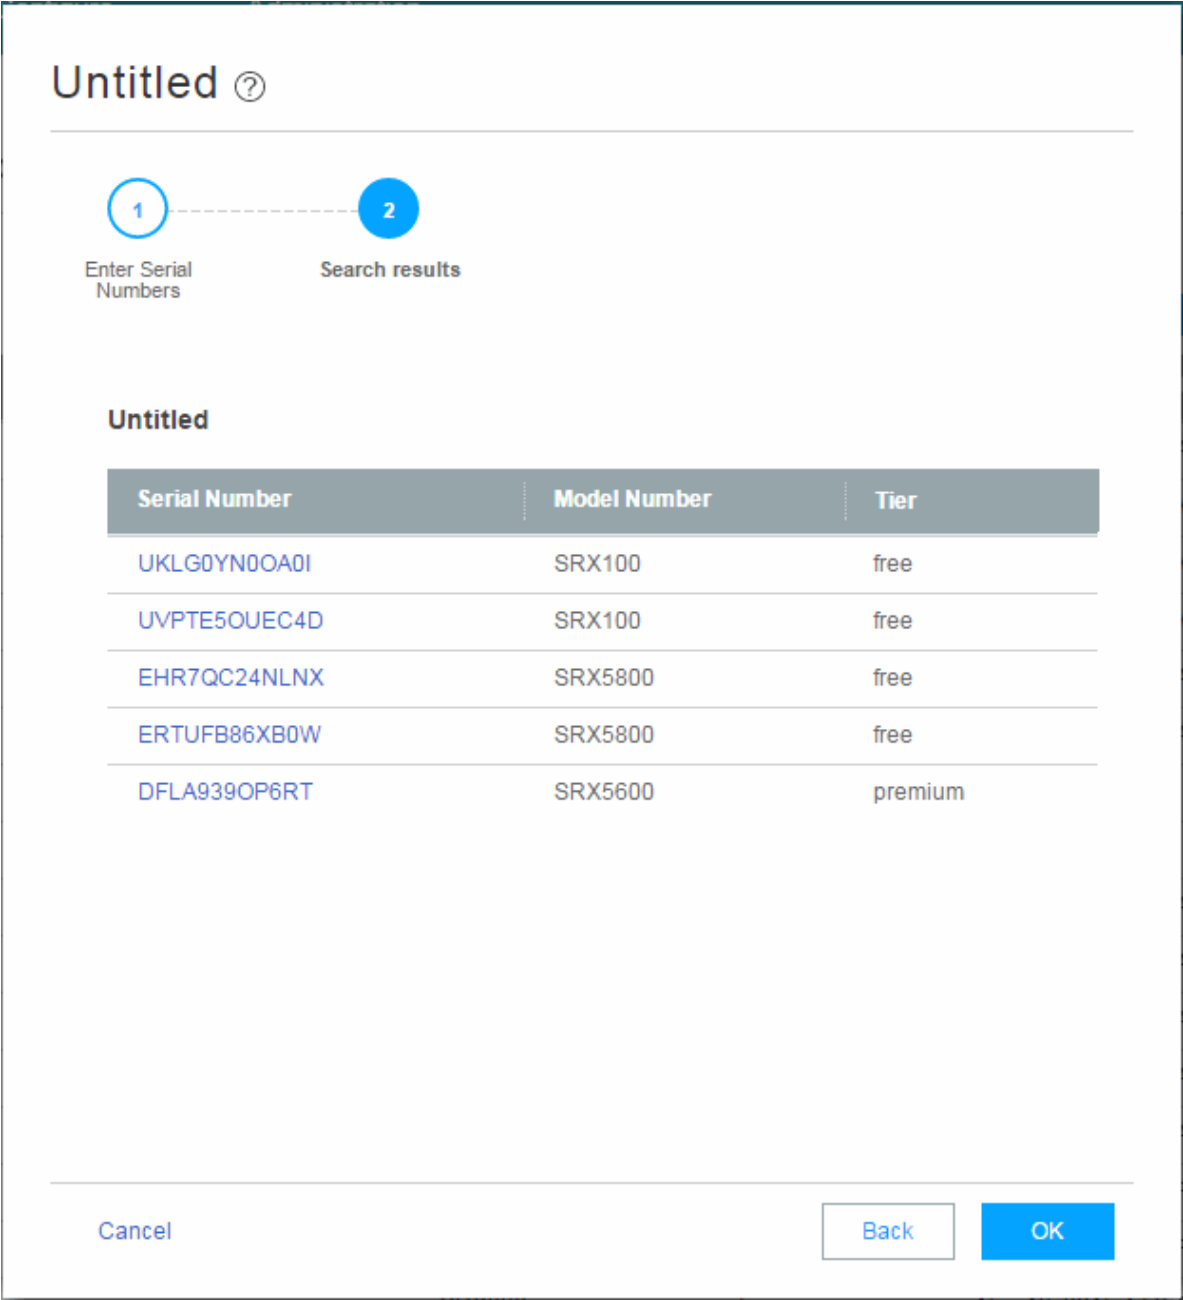 Untitled ?
1
2
Enter Serial
Numbers
Search results
Untitled
Serial Number Model Number Tier
UKLG0YN0OA0I SRX100 free
UVPTE5OUEC4D SRX100 free
EHR7QC24NLNX SRX5800 free
ERTUFB86XB0W SRX5800 free
DFLA939OP6RT SRX5600 premium
Cancel
Back
OK